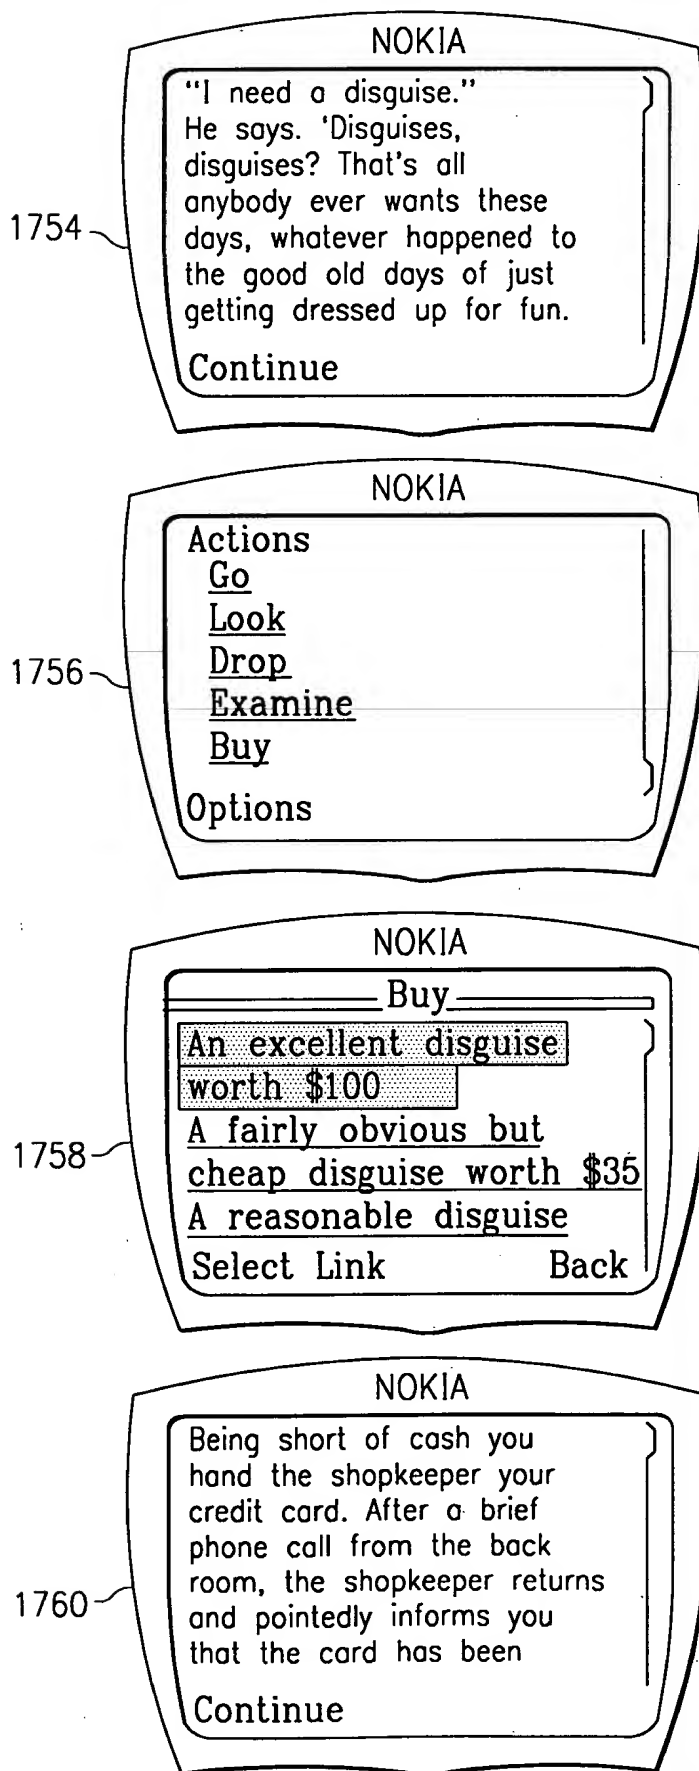 NOKIA
"I need a disguise."
He says. 'Disguises,
disguises? That's all
anybody ever wants these
days, whatever happened to
the good old days of just
getting dressed up for fun.
Continue
1754
NOKIA
Actions
Go
Look
Drop
Examine
Buy
Options
1756
NOKIA
Buy
An excellent disguise
worth $100
A fairly obvious but
cheap disguise worth $35
A reasonable disguise
Select Link Back
1758
NOKIA
Being short of cash you
hand the shopkeeper your
credit card. After a brief
phone call from the back
room, the shopkeeper returns
and pointedly informs you
that the card has been
Continue
1760